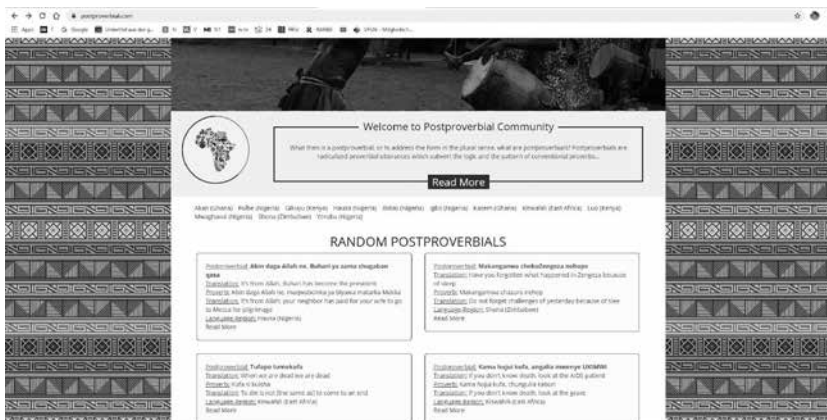 postproverbial.com
Apps
Google
Welcome to Postproverbial Community
What then is a postproverbial, or to address the form in the plural sense, what are postproverbials? Postproverbials are
radicalized proverbial utterances which subvert the logic and the pattern of conventional proverbs...
Read More
Akan (Ghana) Fulbe (Nigeria) Gikuyu (Kenya) Hausa (Nigeria) Ibibio (Nigeria) Igbo (Nigeria) Kasem (Ghana) Kiswahili (East Africa) Luo (Kenya)
Mwaghavul (Nigeria) Shona (Zimbabwe) Yoruba (Nigeria)
RANDOM POSTPROVERBIALS
Postproverbial: Akin daga Allah ne, Buhari ya zama shugaban
Translation: It's from Allah, Buhari has become the president
Proverb: Akin daga Allah ne,
Translation: It's from Allah, your neighbor has paid for your wife to go
to Mecca for pilgrimage
Language-Region: Hausa (Nigeria)
Read More
Postproverbial: Makanganwa chekuZengeza nehope
Translation: Have you forgotten what happened in Zengeza because
of sleep
Proverb: Makanganwa chazuro nehope
Translation: Do not forget challenges of yesterday because of
Language-Region: Shona (Zimbabwe)
Read More
Postproverbial: Tufapo tumekufa
Translation: When we are dead we are dead
Proverb: Kufa si kuisha
Translation: To die is not (the same as) to come to an end
Language-Region: Kiswahili (East Africa)
Read More
Postproverbial: Kama hujui kufa, angalia mwenye UKIMWI
Translation: If you don't know death, look at the AIDS patient
Proverb: Kama hujui kufa, chungulia kaburi
Translation: If you don't know death, look at the grave
Language-Region: Kiswahili (East Africa)
Read More